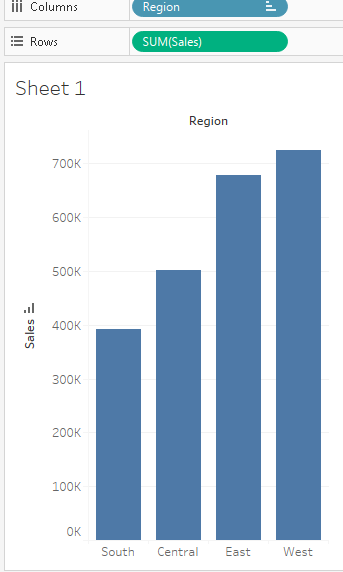 Columns Region
Rows SUM(Sales)
Sheet 1
Region
700K
600K
500K
400K
300K
200K
100K
0K
Sales
South Central East West